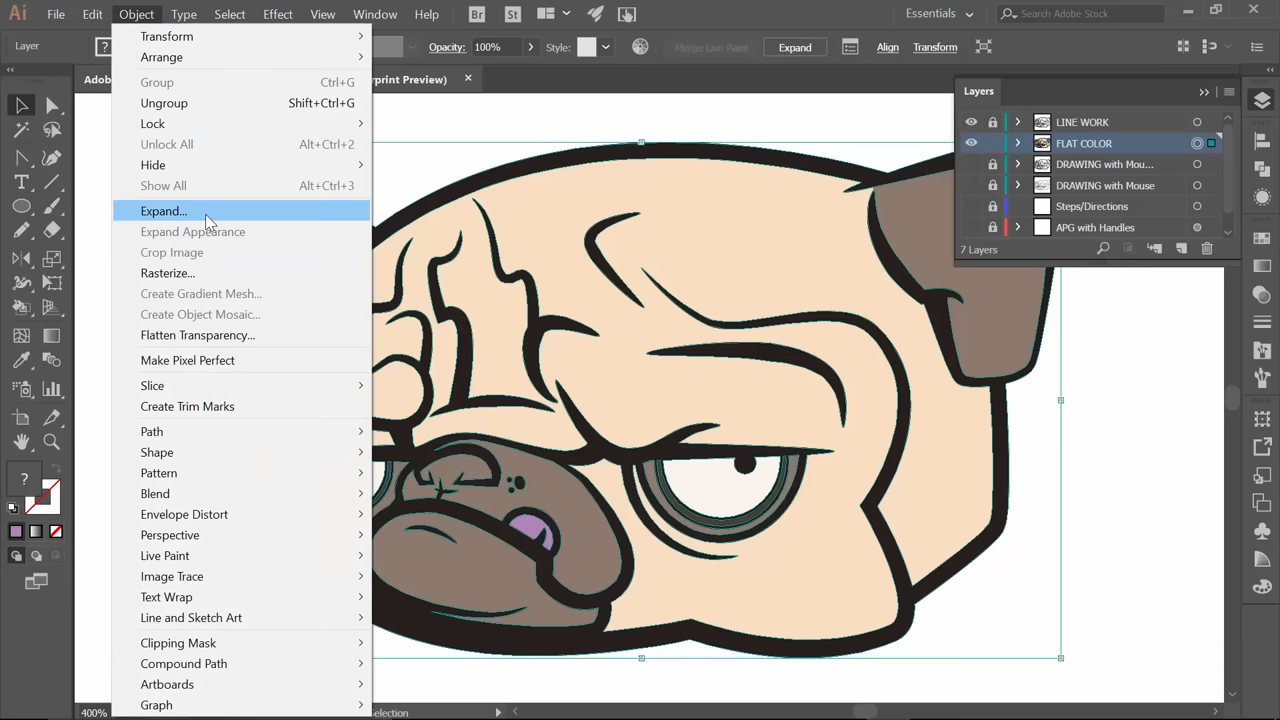 Ai File Edit Object Type Select Effect View Window Help Br St Essentials Search Adobe Stock
Layer ? Opacity: 100% Style: Merge Live Paint Expand Align Transform
Adob rprint Preview) ×
Transform
Arrange
Group Ctrl+G
Ungroup Shift+Ctrl+G
Lock
Unlock All Alt+Ctrl+2
Hide
Show All Alt+Ctrl+3
Expand...
Expand Appearance
Crop Image
Rasterize...
Create Gradient Mesh...
Create Object Mosaic...
Flatten Transparency...
Make Pixel Perfect
Slice
Create Trim Marks
Path
Shape
Pattern
Blend
Envelope Distort
Perspective
Live Paint
Image Trace
Text Wrap
Line and Sketch Art
Clipping Mask
Compound Path
Artboards
Graph
Layers
LINE WORK
FLAT COLOR
DRAWING with Mou...
DRAWING with Mouse
Steps/Directions
APG with Handles
7 Layers
?
400% Selection